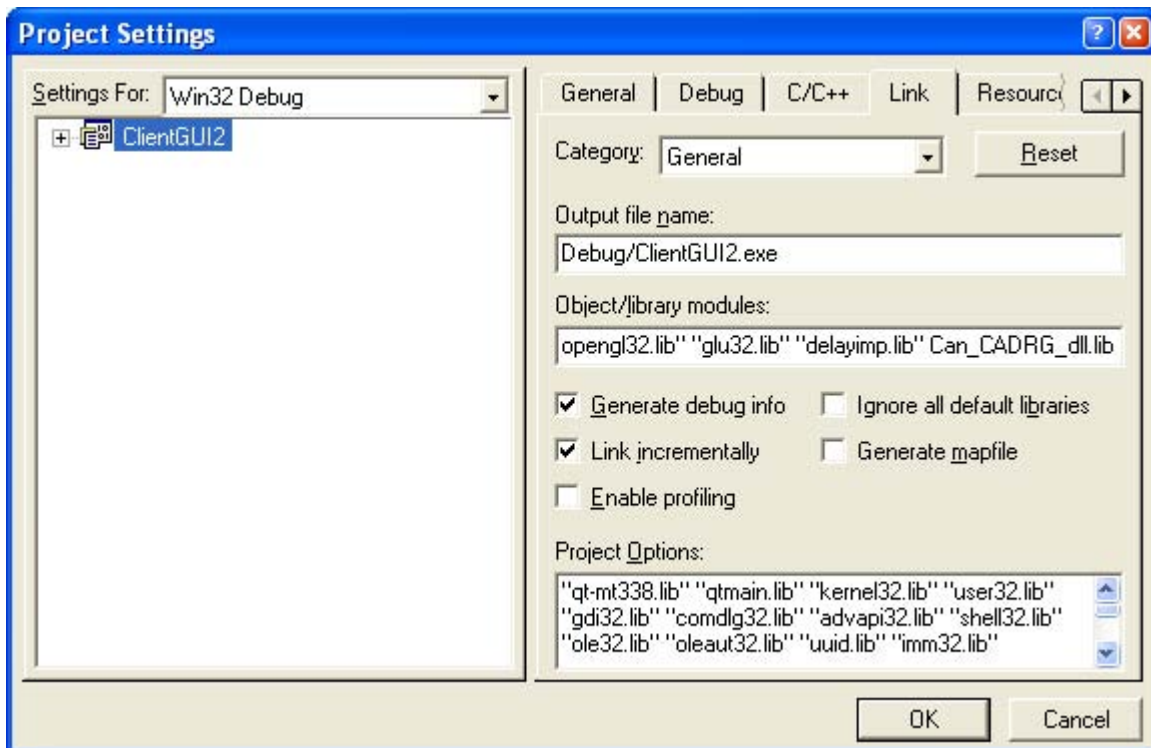 Project Settings
Settings For: Win32 Debug
ClientGUI2
General Debug C/C++ Link Resourc
Category: General Reset
Output file name:
Debug/ClientGUI2.exe
Object/library modules:
opengl32.lib" "glu32.lib" "delayimp.lib" Can_CADRG_dll.lib
Generate debug info Ignore all default libraries
Link incrementally Generate mapfile
Enable profiling
Project Options:
"qt-mt338.lib" "qtmain.lib" "kernel32.lib" "user32.lib"
"gdi32.lib" "comdlg32.lib" "advapi32.lib" "shell32.lib"
"ole32.lib" "oleaut32.lib" "uuid.lib" "imm32.lib"
OK Cancel